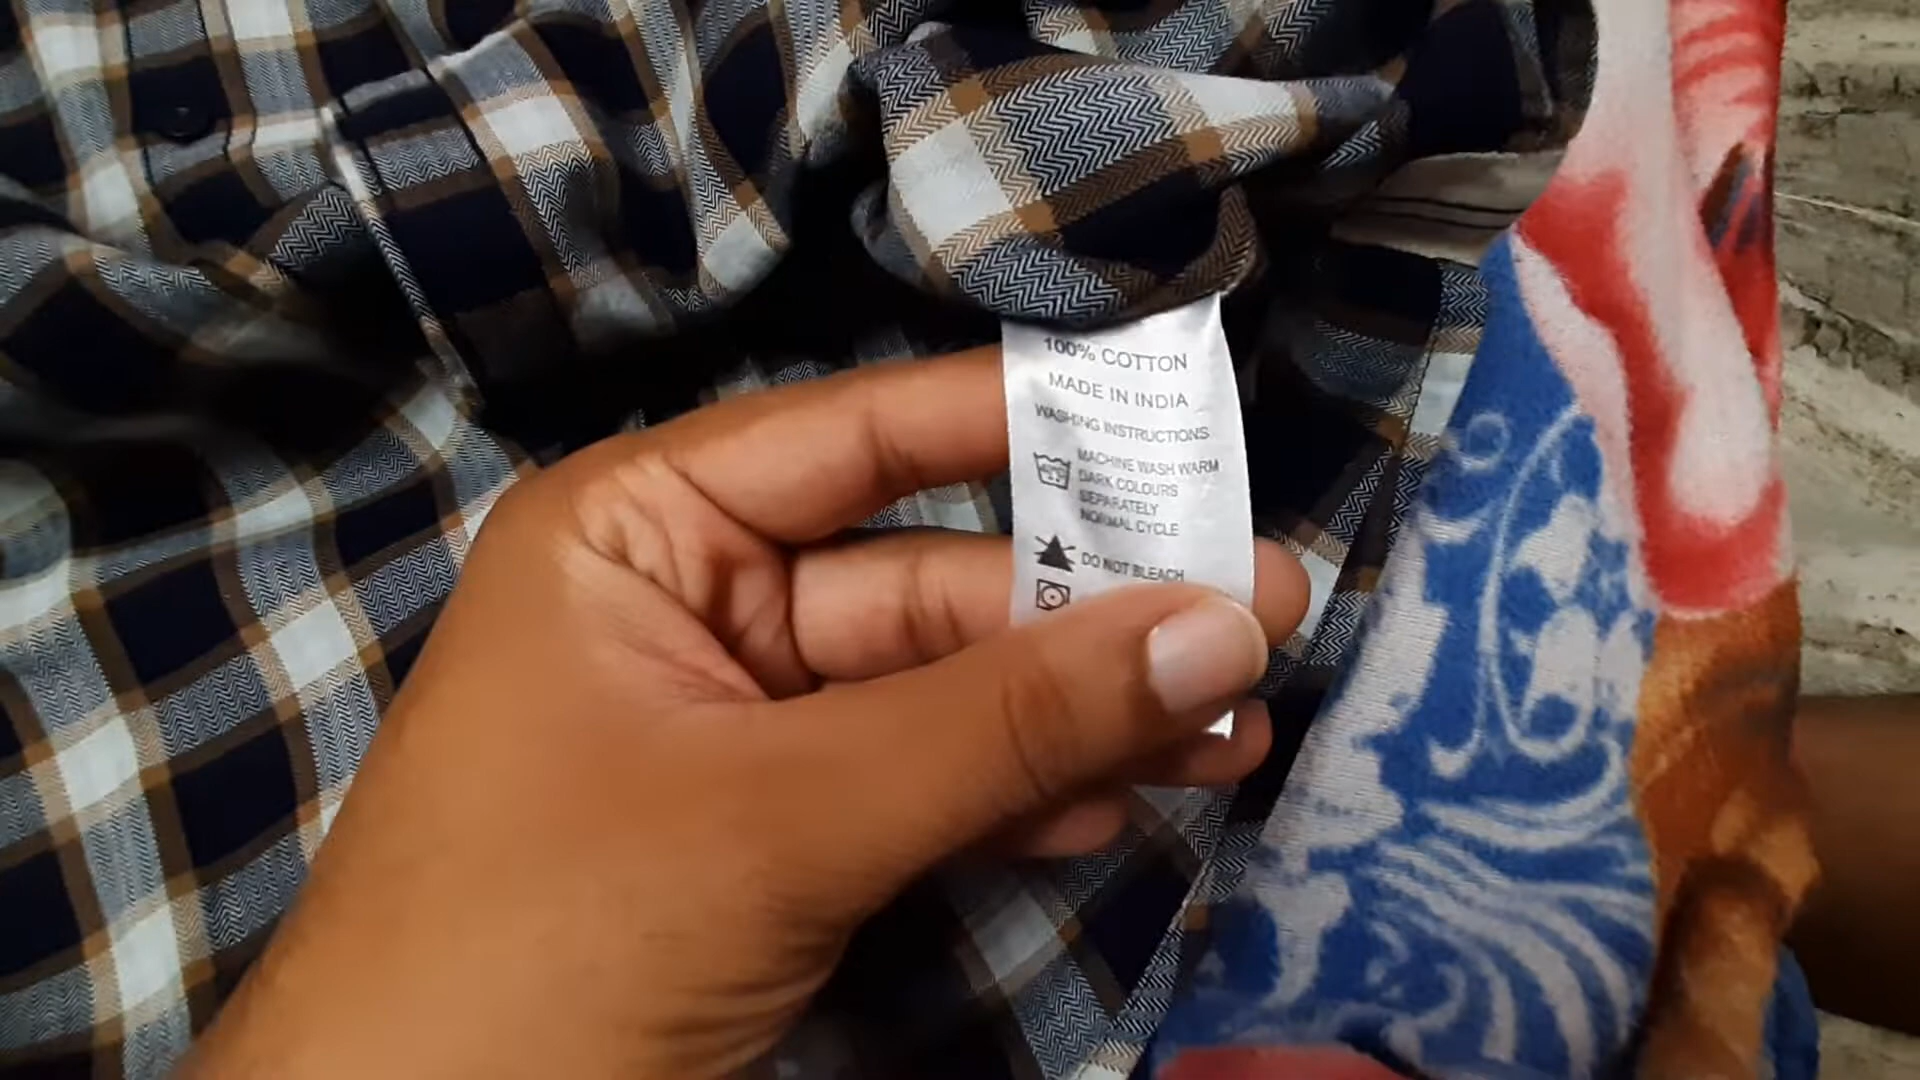 100% COTTON
MADE IN INDIA
WASHING INSTRUCTIONS
MACHINE WASH WARM
DARK COLOURS
SEPARATELY
NORMAL CYCLE
DO NOT BLEACH